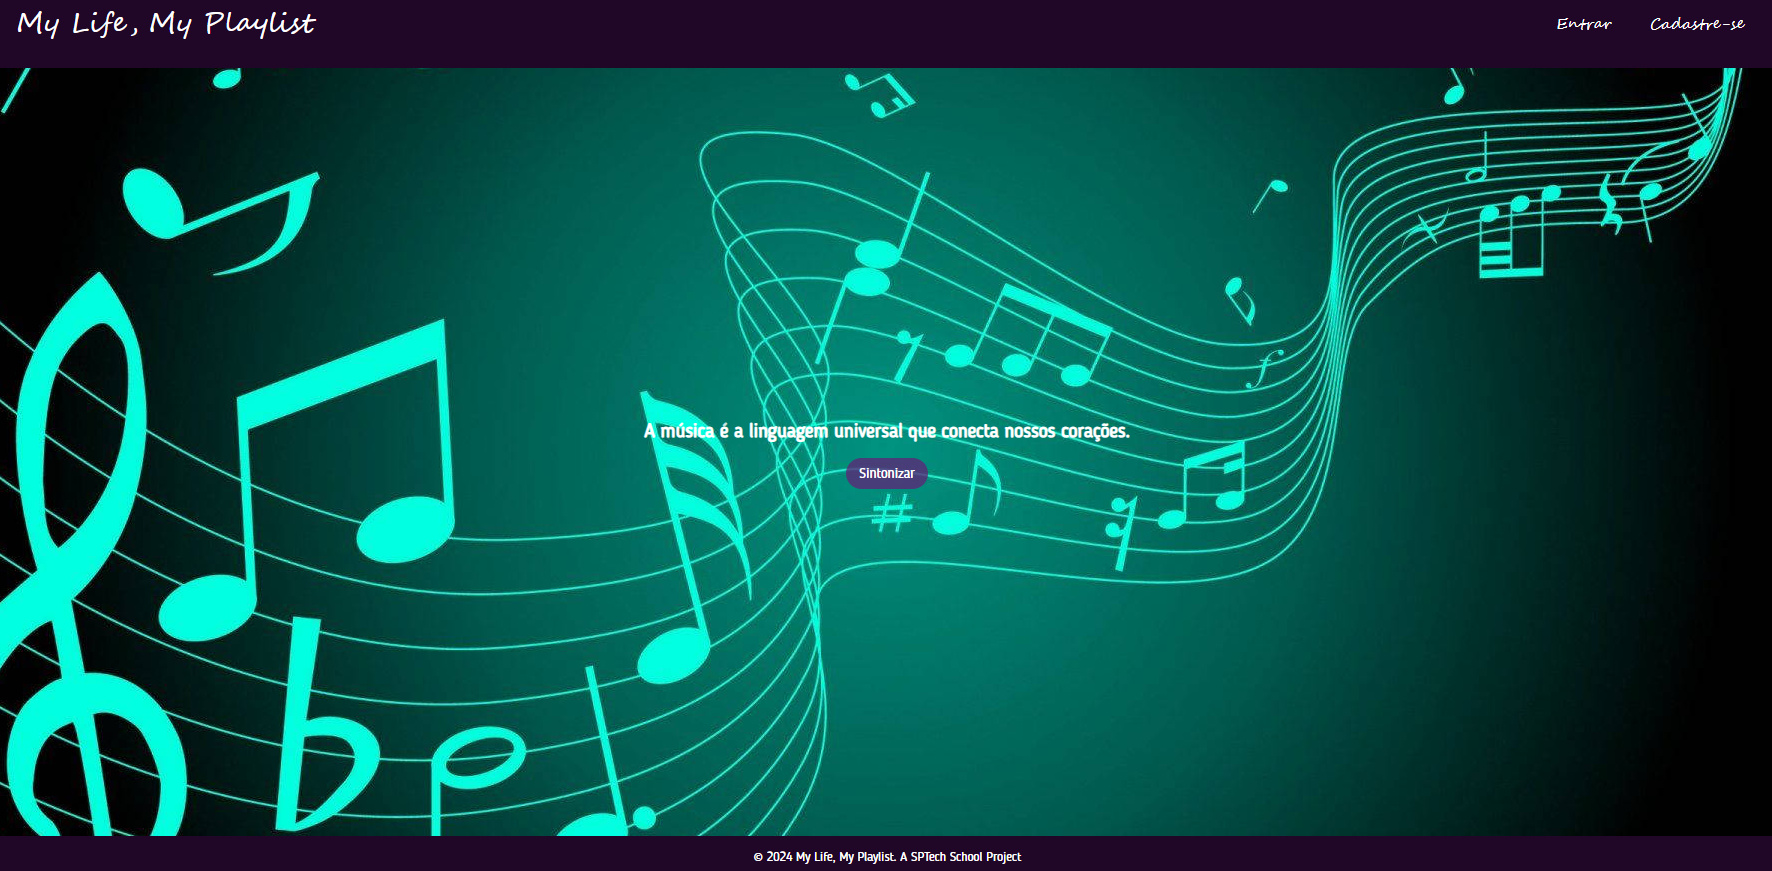 My Life, My Playlist
Entrar
Cadastre-se
A música é a linguagem universal que conecta nossos corações.
Sintonizar
© 2024 My Life, My Playlist. A SPTech School Project